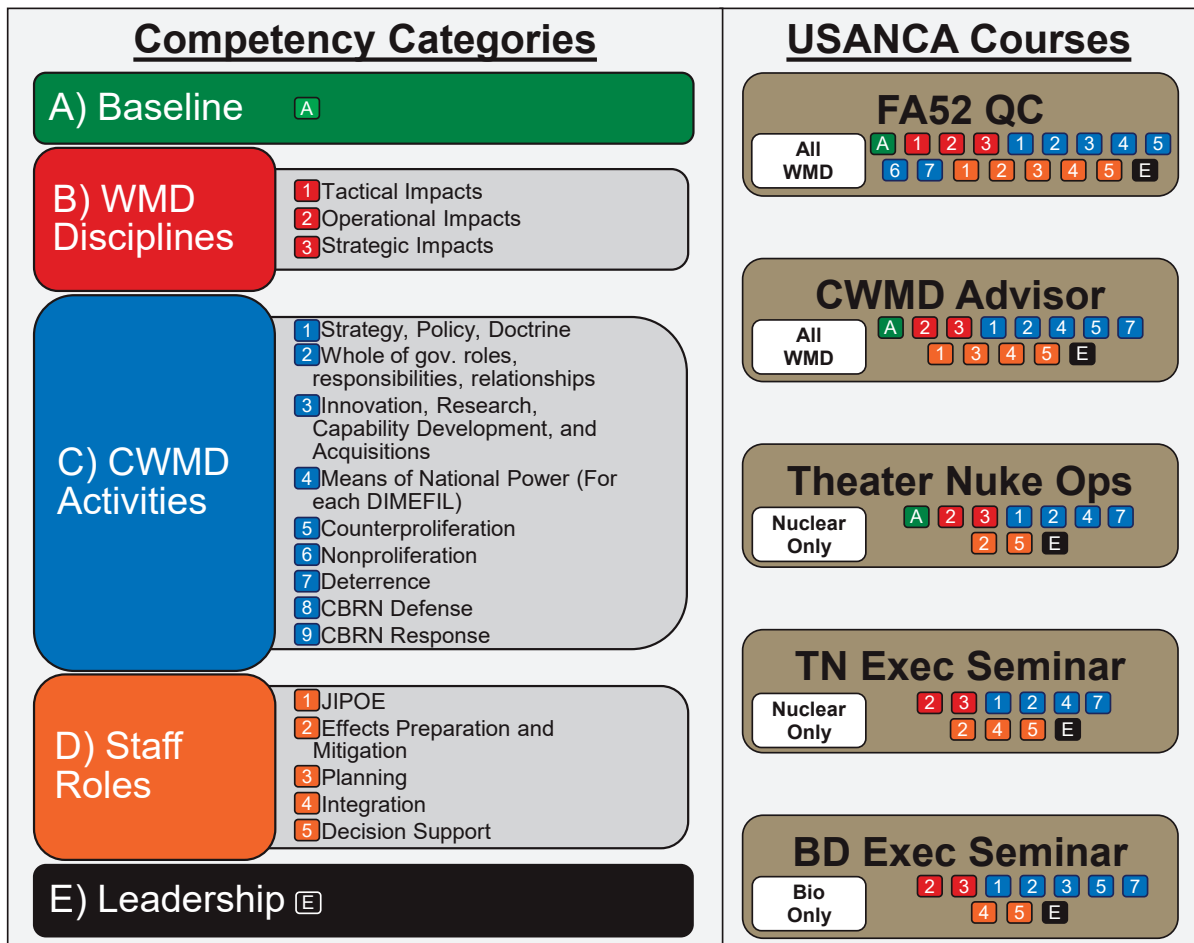 Competency Categories
A) Baseline A
B) WMD
Disciplines
1 Tactical Impacts
2 Operational Impacts
3 Strategic Impacts
C) CWMD
Activities
1 Strategy, Policy, Doctrine
2 Whole of gov. roles,
responsibilities, relationships
3 Innovation, Research,
Capability Development, and
Acquisitions
4 Means of National Power (For
each DIMEFIL)
5 Counterproliferation
6 Nonproliferation
7 Deterrence
8 CBRN Defense
9 CBRN Response
D) Staff
Roles
1 JIPOE
2 Effects Preparation and
Mitigation
3 Planning
4 Integration
5 Decision Support
E) Leadership E
USANCA Courses
FA52 QC
All
WMD
A 1 2 3 1 2 3 4 5
6 7 1 2 3 4 5 E
CWMD Advisor
All
WMD
A 2 3 1 2 4 5 7
1 3 4 5 E
Theater Nuke Ops
Nuclear
Only
A 2 3 1 2 4 7
2 5 E
TN Exec Seminar
Nuclear
Only
2 3 1 2 4 7
2 4 5 E
BD Exec Seminar
Bio
Only
2 3 1 2 3 5 7
4 5 E